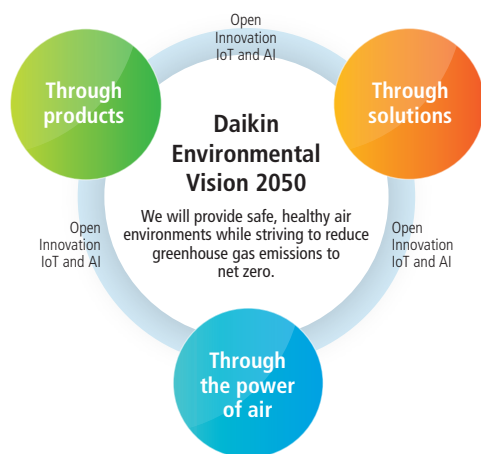 Open
Innovation
IoT and AI
Through
products
Through
solutions
Daikin
Environmental
Vision 2050
We will provide safe, healthy air
environments while striving to reduce
greenhouse gas emissions to
net zero.
Open
Innovation
IoT and AI
Open
Innovation
IoT and AI
Through
the power
of air